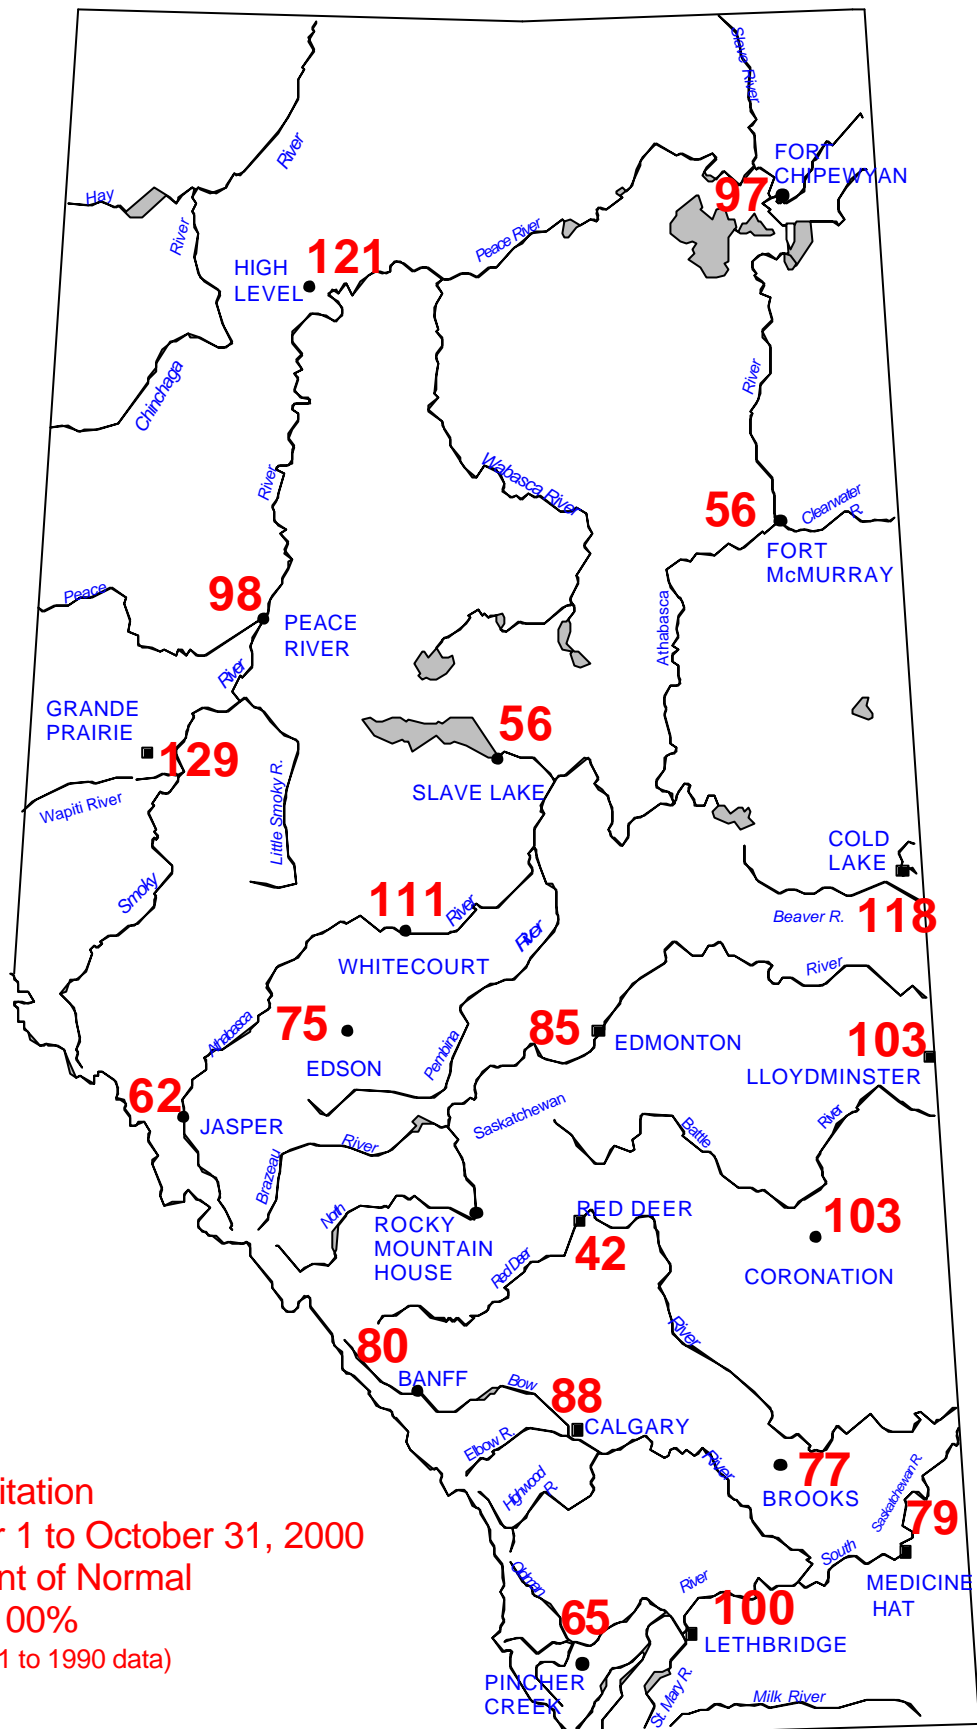 Slave River
FORT
CHIPEWYAN
97
Hay
River
River
Peace River
HIGH
LEVEL
121
Chinchaga
River
River
Wabasca River
56
Clearwater
R.
FORT
McMURRAY
Peace
98
PEACE
RIVER
River
Athabasca
GRANDE
PRAIRIE
129
56
SLAVE LAKE
Wapiti River
Little Smoky R.
COLD
LAKE
Smoky
111
River
Beaver R.
118
WHITECOURT
River
River
Athabasca
75
EDSON
Pembina
85
EDMONTON
103
LLOYDMINSTER
62
JASPER
Saskatchewan
Battle
River
Brazeau
River
North
ROCKY
MOUNTAIN
HOUSE
RED DEER
42
Red Deer
103
CORONATION
80
BANFF
Bow
River
88
CALGARY
Elbow R.
Highwood
R.
River
77
BROOKS
Saskatchewan R.
79
itation
r 1 to October 31, 2000
nt of Normal
00%
1 to 1990 data)
South
MEDICINE
HAT
Oldman
River
65
100
LETHBRIDGE
PINCHER
CREEK
St. Mary R.
Milk River